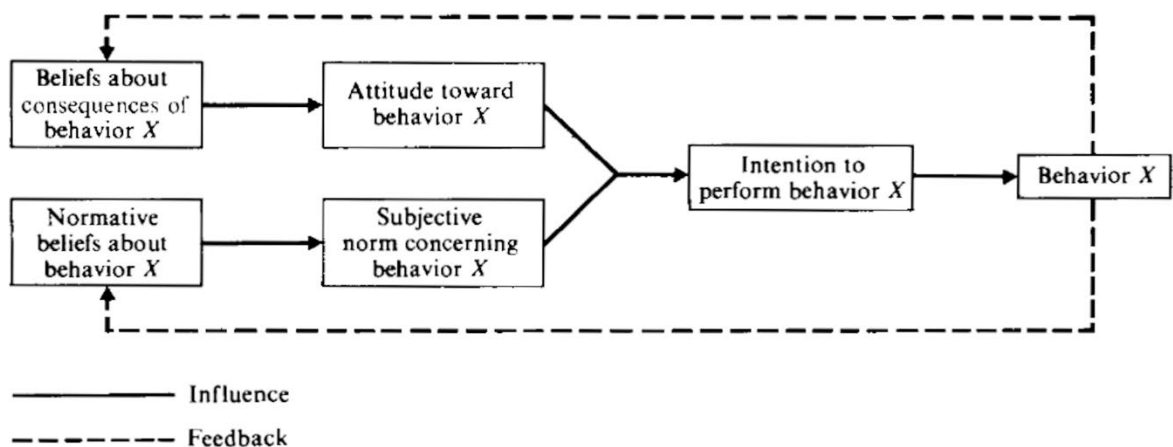 Beliefs about
consequences of
behavior X
Attitude toward
behavior X
Normative
beliefs about
behavior X
Subjective
norm concerning
behavior X
Intention to
perform behavior X
Behavior X
Influence
Feedback